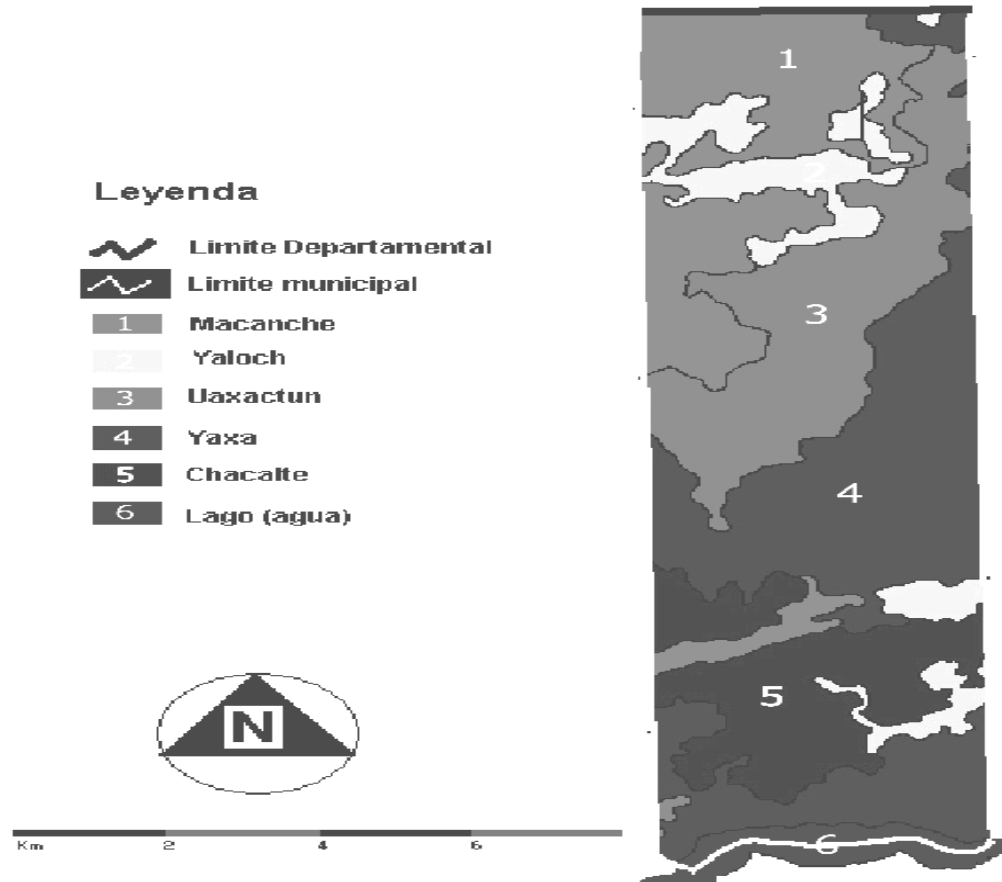 Leyenda
Limite Departamental
Limite municipal
1 Macanche
2 Yaloch
3 Uaxactun
4 Yaxa
5 Chacalte
6 Lago (agua)
N
Km 2 4 6
1
2
3
4
5
6